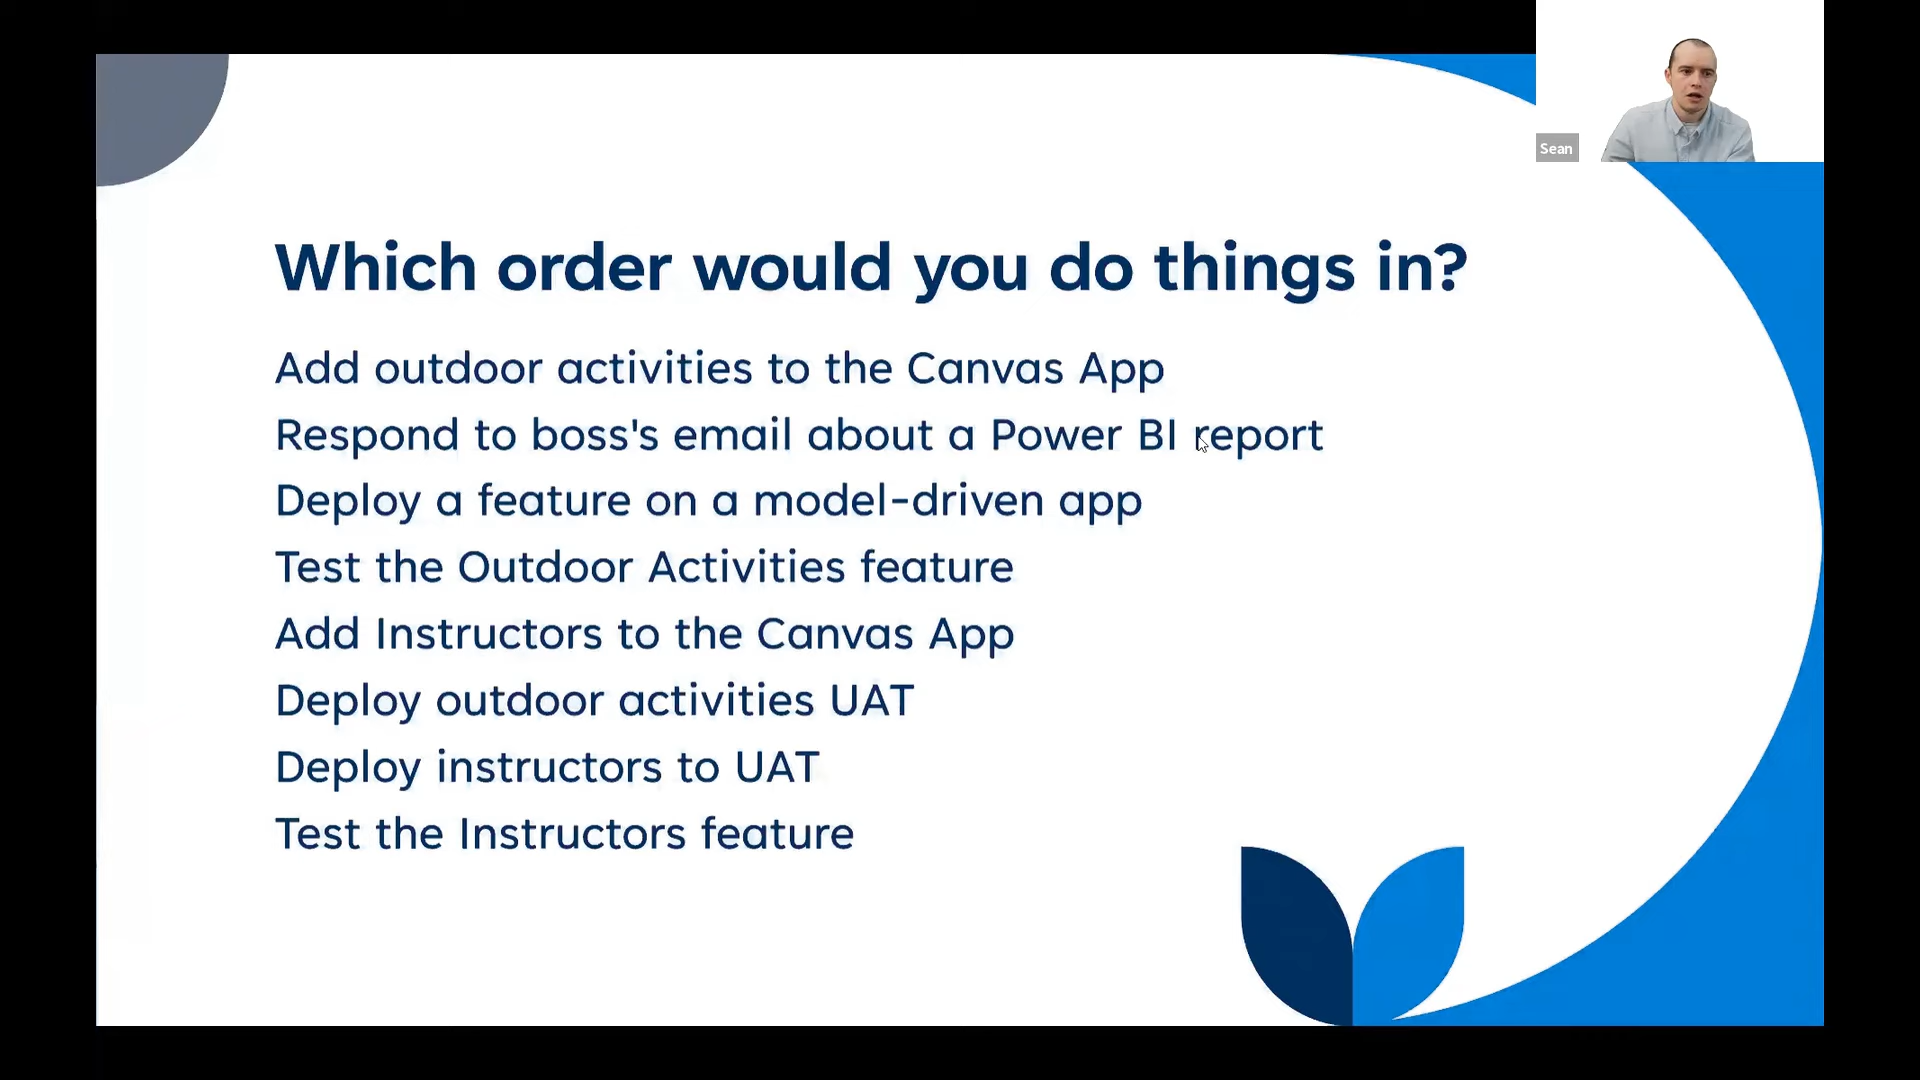 Sean
Which order would you do things in?
Add outdoor activities to the Canvas App
Respond to boss's email about a Power BI report
Deploy a feature on a model-driven app
Test the Outdoor Activities feature
Add Instructors to the Canvas App
Deploy outdoor activities UAT
Deploy instructors to UAT
Test the Instructors feature